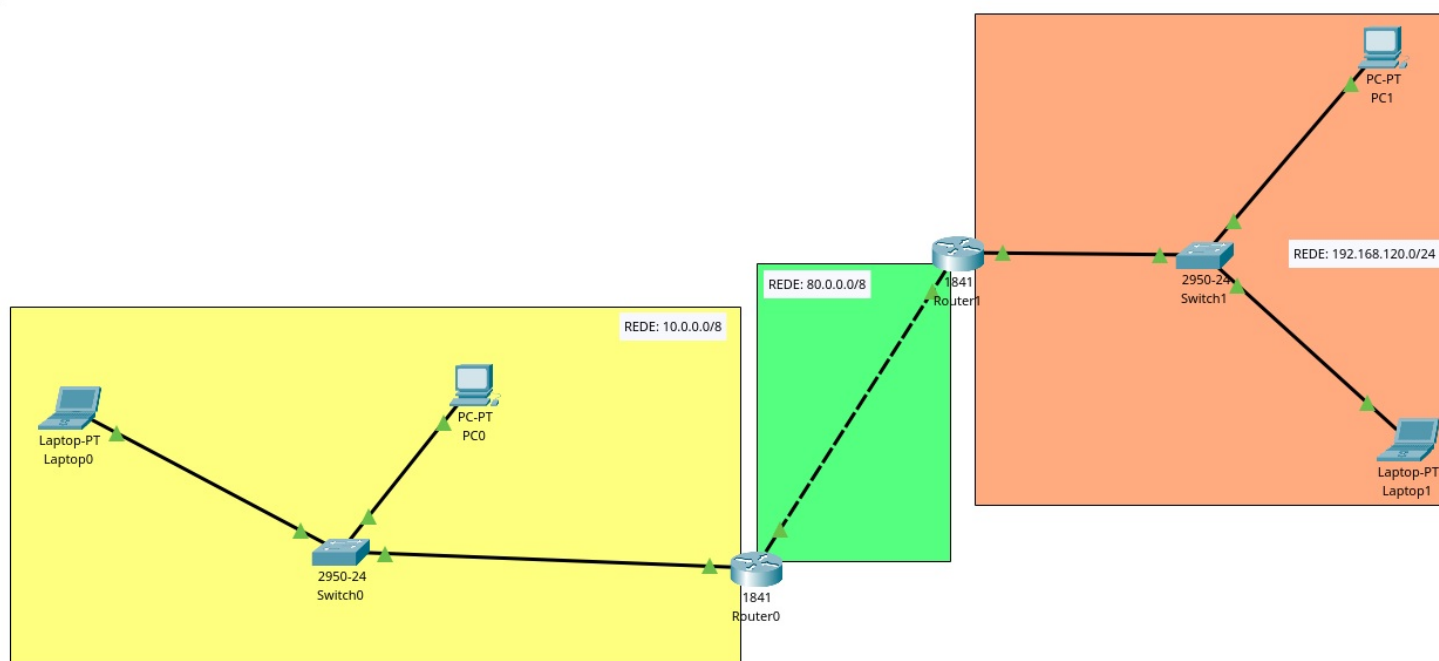 PC-PT
PC1
REDE: 192.168.120.0/24
1841
Router1
2950-24
Switch1
REDE: 80.0.0.0/8
REDE: 10.0.0.0/8
Laptop-PT
Laptop0
PC-PT
PC0
Laptop-PT
Laptop1
2950-24
Switch0
1841
Router0